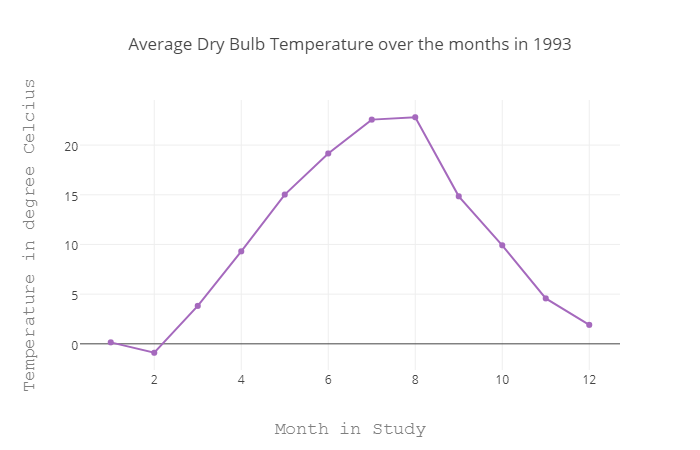 Average Dry Bulb Temperature over the months in 1993
Temperature in degree Celcius
20
15
10
5
0
2 4 6 8 10 12
Month in Study